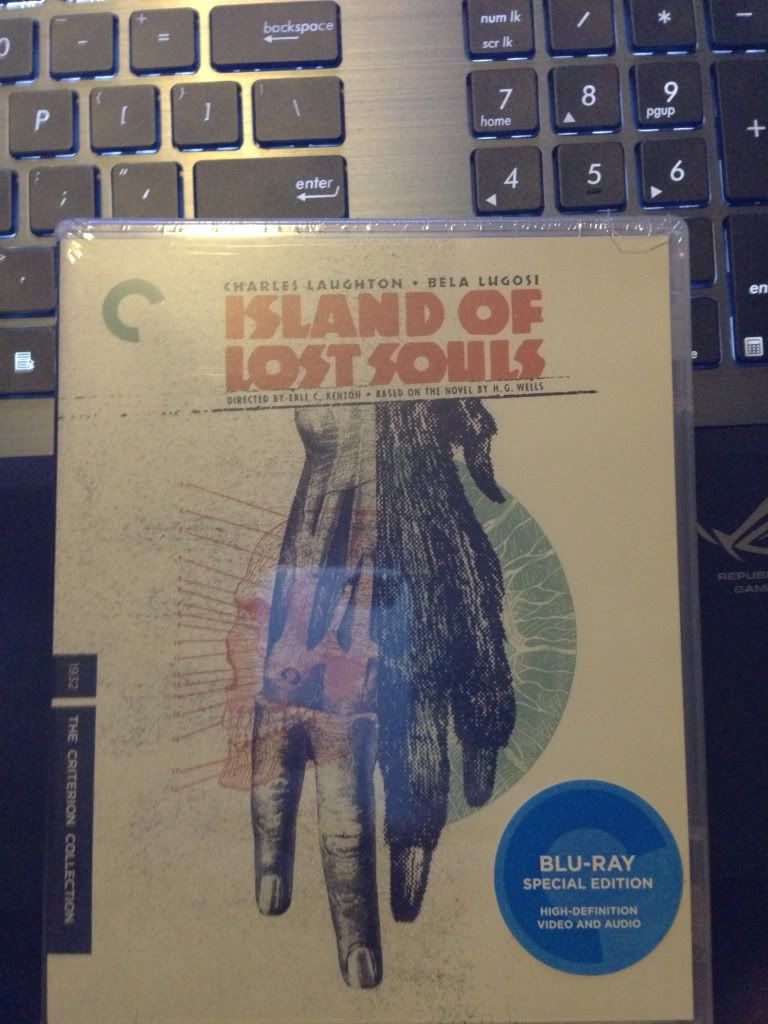 backspace
num lk
scr lk
/
*
-
0
_
-
+
=
P
{
[
}
]
|
\
7
home
8
9
pgup
+
:
;
"
'
enter
4
5
6
CHARLES LAUGHTON • BELA LUGOSI
ISLAND OF
LOST SOULS
DIRECTED BY ERLE C. KENTON • BASED ON THE NOVEL BY H. G. WELLS
1932
THE CRITERION COLLECTION
BLU-RAY
SPECIAL EDITION
HIGH-DEFINITION
VIDEO AND AUDIO